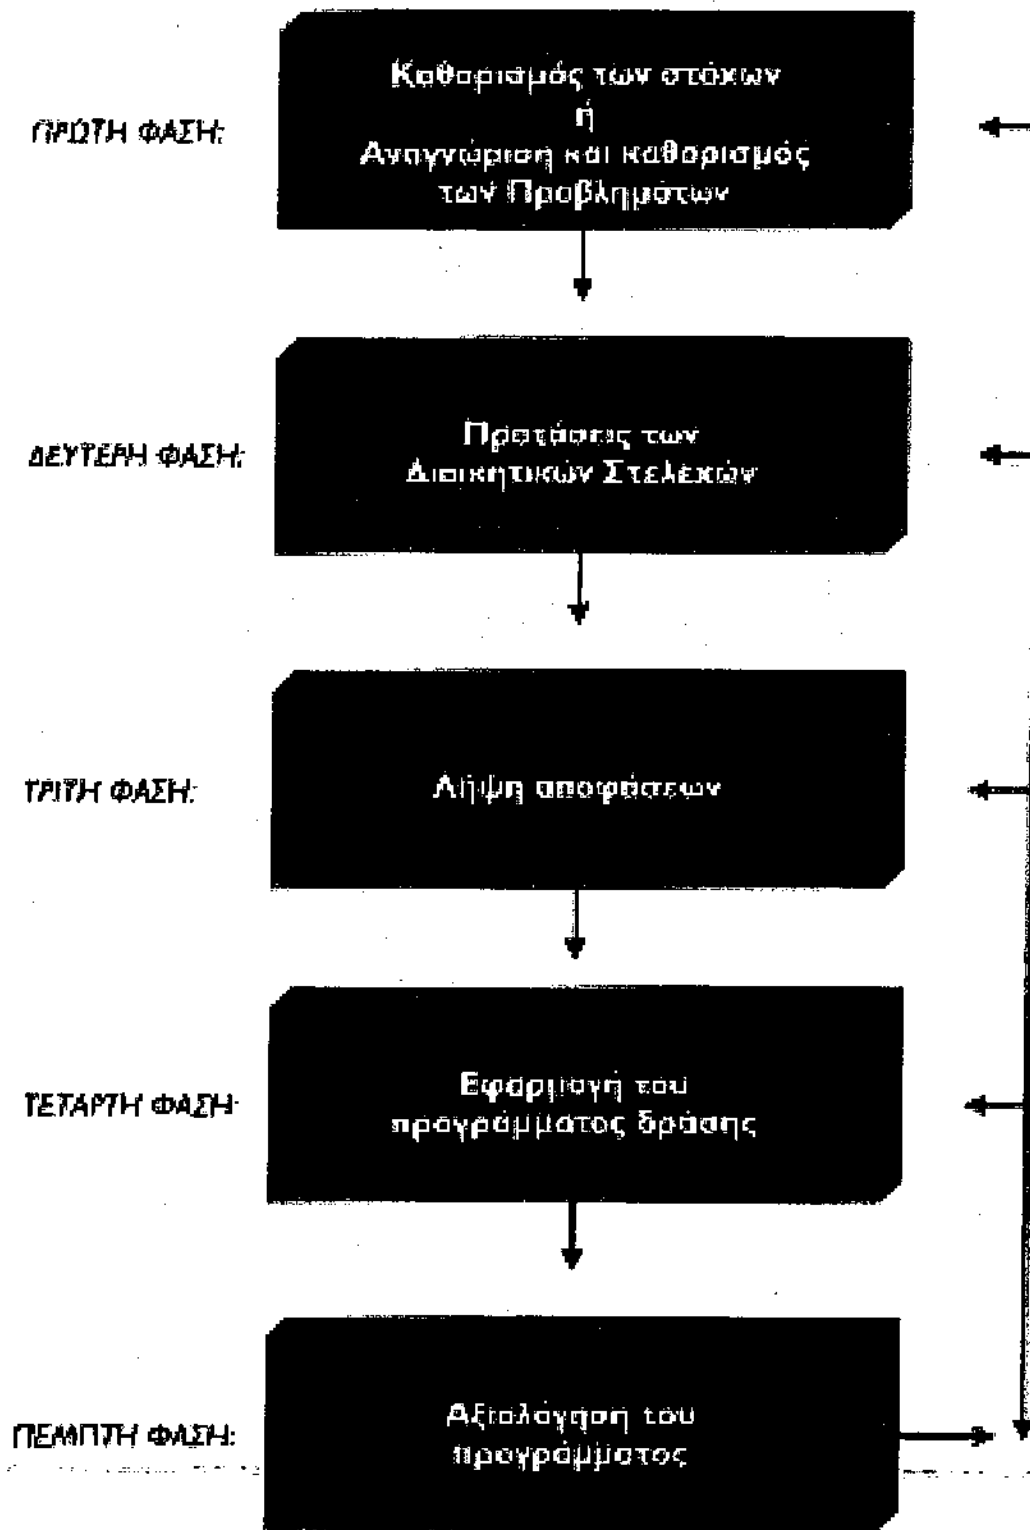 ΠΡΩΤΗ ΦΑΣΗ:
Καθορισμός των στόχων
ή
Αναγνώριση και καθορισμός
των Προβλημάτων
ΔΕΥΤΕΡΗ ΦΑΣΗ:
Προτάσεις των
Διοικητικών Στελεχών
ΤΡΙΤΗ ΦΑΣΗ:
Λήψη αποφάσεων
ΤΕΤΑΡΤΗ ΦΑΣΗ:
Εφαρμογή του
προγράμματος δράσης
ΠΕΜΠΤΗ ΦΑΣΗ:
Αξιολόγηση του
προγράμματος